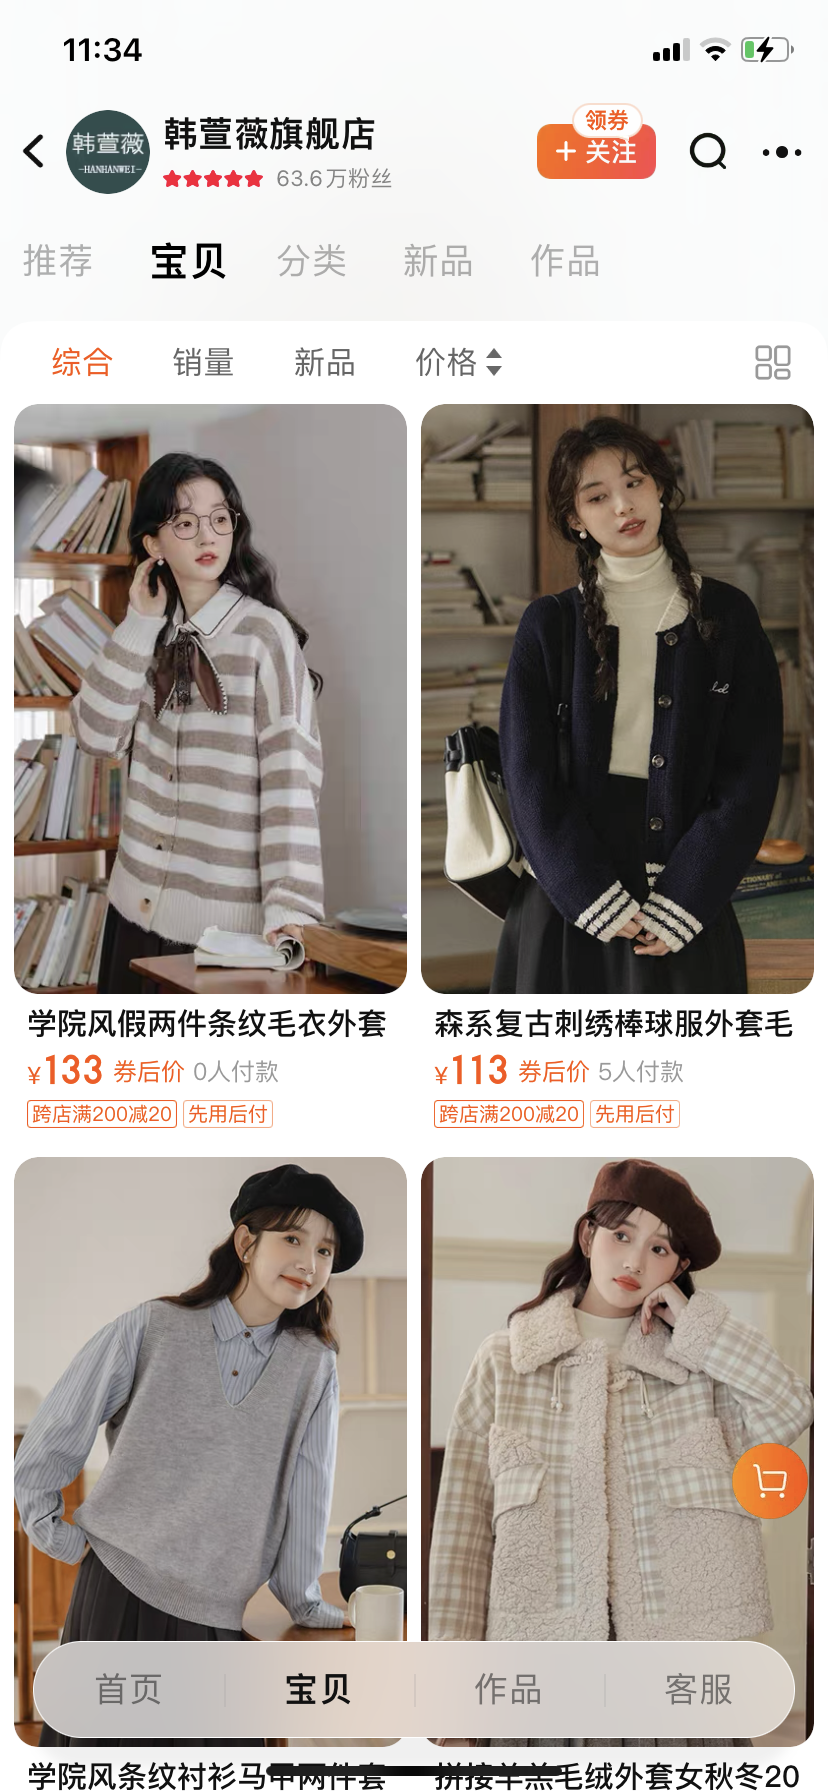 11:34
韩萱薇
-HANHANWEI-
韩萱薇旗舰店
63.6万粉丝
领券
+ 关注
推荐 宝贝 分类 新品 作品
综合 销量 新品 价格
学院风假两件条纹毛衣外套
¥133 券后价 0人付款
跨店满200减20 先用后付
森系复古刺绣棒球服外套毛
¥113 券后价 5人付款
跨店满200减20 先用后付
首页 宝贝 作品 客服
学院风条纹衬衫马甲两件套
拼接羊羔毛绒外套女秋冬20